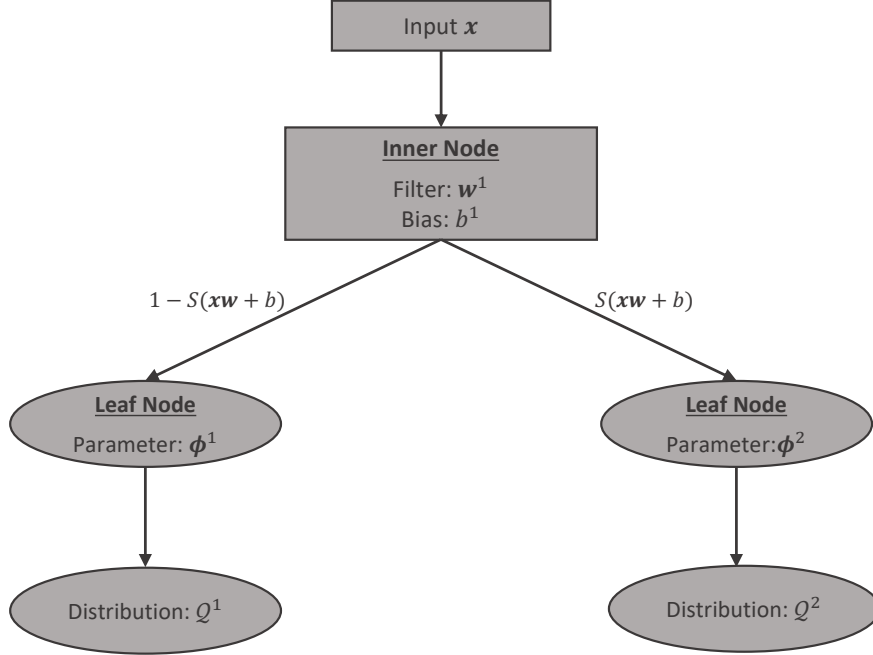 Input 𝒙
Inner Node
Filter: 𝒘¹
Bias: 𝑏¹
1 − 𝑆(𝒙𝒘 + 𝑏)
𝑆(𝒙𝒘 + 𝑏)
Leaf Node
Parameter: 𝝓¹
Leaf Node
Parameter:𝝓²
Distribution: 𝒬¹
Distribution: 𝒬²